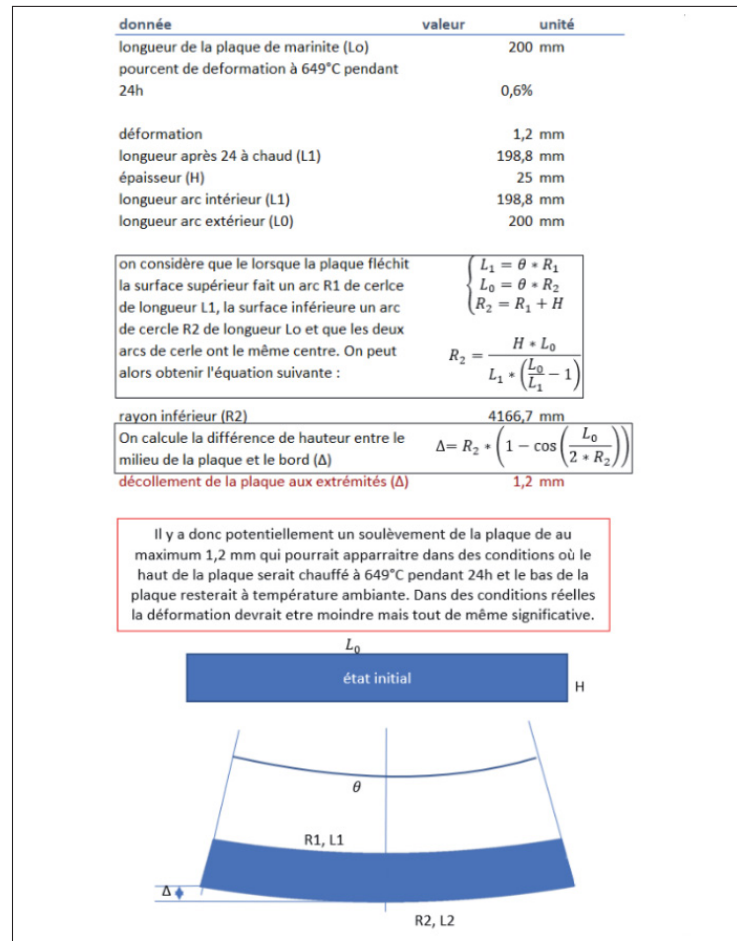 donnée valeur unité
longueur de la plaque de marinite (Lo) 200 mm
pourcent de deformation à 649°C pendant
24h 0,6%
déformation 1,2 mm
longueur après 24 à chaud (L1) 198,8 mm
épaisseur (H) 25 mm
longueur arc intérieur (L1) 198,8 mm
longueur arc extérieur (L0) 200 mm
on considère que le lorsque la plaque fléchit
la surface supérieur fait un arc R1 de cerlce
de longueur L1, la surface inférieure un arc
de cercle R2 de longueur Lo et que les deux
arcs de cerle ont le même centre. On peut
alors obtenir l'équation suivante :
{ L₁ = θ * R₁
L₀ = θ * R₂
R₂ = R₁ + H
R₂ = H * L₀ / (L₁ * (L₀/L₁ − 1))
rayon inférieur (R2) 4166,7 mm
On calcule la différence de hauteur entre le
milieu de la plaque et le bord (Δ)
Δ= R₂ * (1 − cos(L₀ / (2 * R₂)))
décollement de la plaque aux extrémités (Δ) 1,2 mm
Il y a donc potentiellement un soulèvement de la plaque de au
maximum 1,2 mm qui pourrait apparraitre dans des conditions où le
haut de la plaque serait chauffé à 649°C pendant 24h et le bas de la
plaque resterait à température ambiante. Dans des conditions réelles
la déformation devrait etre moindre mais tout de même significative.
L₀
état initial
H
θ
R1, L1
Δ
R2, L2